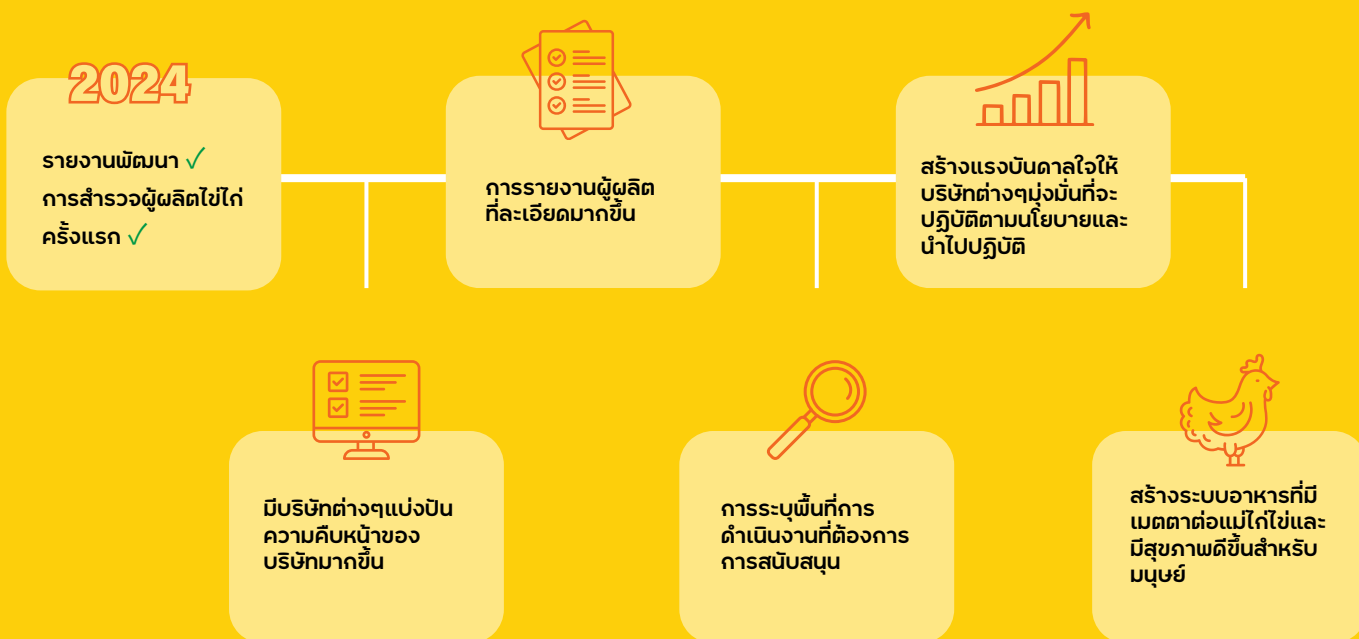 2024
รายงานพัฒนา ✓
การสำรวจผู้ผลิตไข่ไก่
ครั้งแรก ✓
มีบริษัทต่างๆแบ่งปัน
ความคืบหน้าของ
บริษัทมากขึ้น
การรายงานผู้ผลิต
ที่ละเอียดมากขึ้น
การระบุพื้นที่การ
ดำเนินงานที่ต้องการ
การสนับสนุน
สร้างแรงบันดาลใจให้
บริษัทต่างๆมุ่งมั่นที่จะ
ปฏิบัติตามนโยบายและ
นำไปปฏิบัติ
สร้างระบบอาหารที่มี
เมตตาต่อแม่ไก่ไข่และ
มีสุขภาพดีขึ้นสำหรับ
มนุษย์